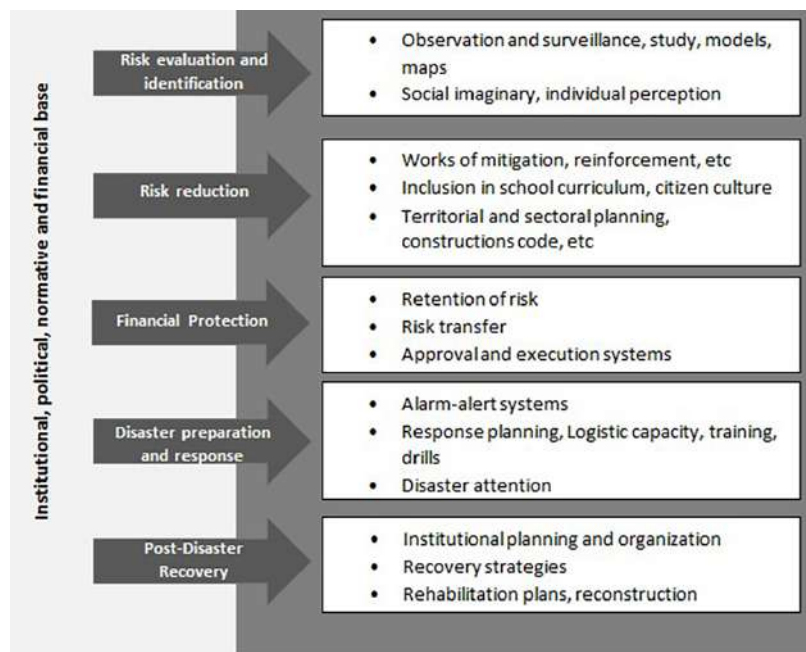 Institutional, political, normative and financial base
Risk evaluation and
identification
• Observation and surveillance, study, models,
maps
• Social imaginary, individual perception
Risk reduction
• Works of mitigation, reinforcement, etc
• Inclusion in school curriculum, citizen culture
• Territorial and sectoral planning,
constructions code, etc
Financial Protection
• Retention of risk
• Risk transfer
• Approval and execution systems
Disaster preparation
and response
• Alarm-alert systems
• Response planning, Logistic capacity, training,
drills
• Disaster attention
Post-Disaster
Recovery
• Institutional planning and organization
• Recovery strategies
• Rehabilitation plans, reconstruction